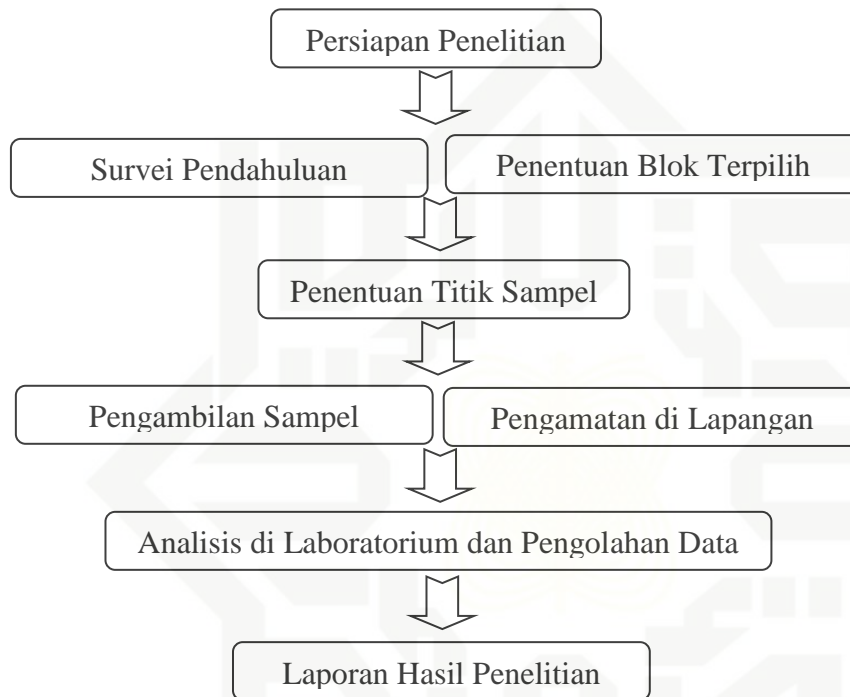 Persiapan Penelitian
Survei Pendahuluan
Penentuan Blok Terpilih
Penentuan Titik Sampel
Pengambilan Sampel
Pengamatan di Lapangan
Analisis di Laboratorium dan Pengolahan Data
Laporan Hasil Penelitian